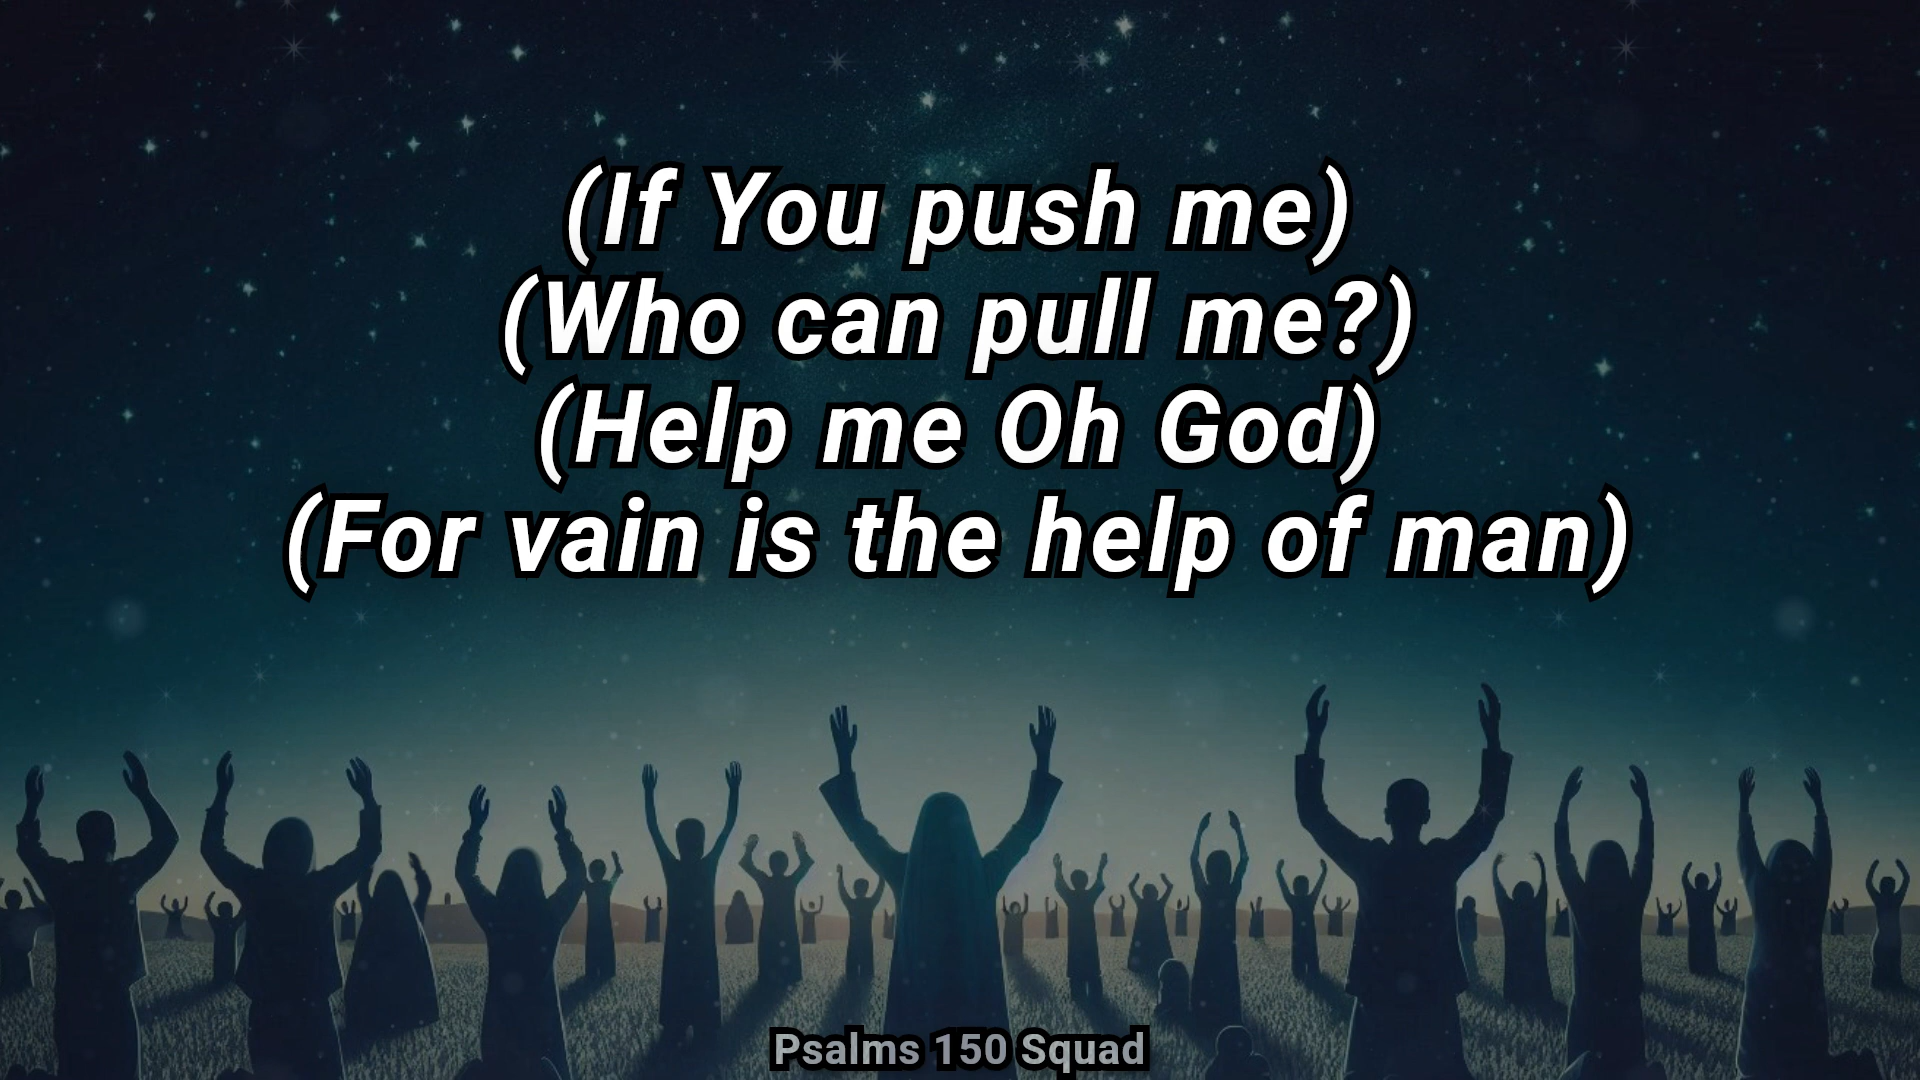 (If You push me)
(Who can pull me?)
(Help me Oh God)
(For vain is the help of man)
Psalms 150 Squad